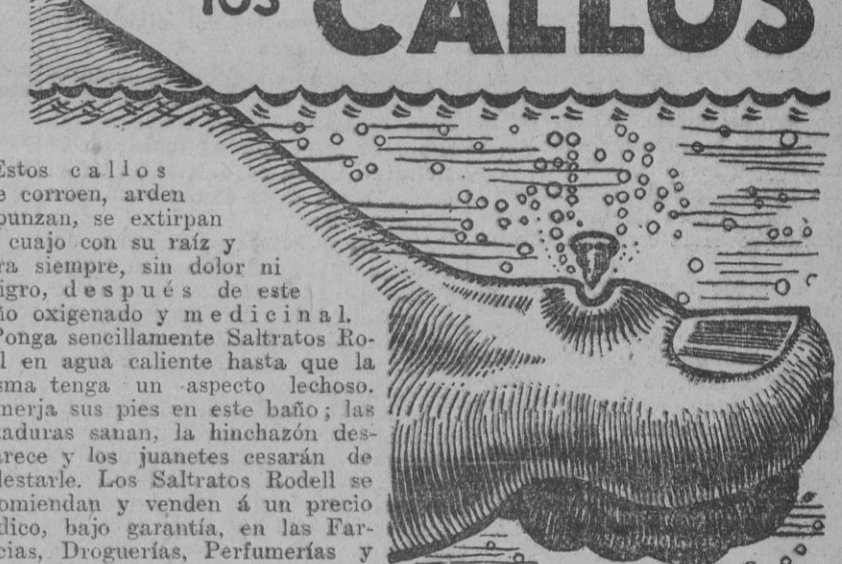 los
CALLOS
Estos callos
e corroen, arden
punzan, se extirpan
cuajo con su raíz y
ra siempre, sin dolor ni
igro, después de este
ño oxigenado y medicinal.
Ponga sencillamente Saltratos Ro-
l en agua caliente hasta que la
sma tenga un aspecto lechoso.
merja sus pies en este baño; las
aduras sanan, la hinchazón des-
arece y los juanetes cesarán de
lestarle. Los Saltratos Rodell se
omiendan y venden á un precio
dico, bajo garantía, en las Far-
cias, Droguerías, Perfumerías y